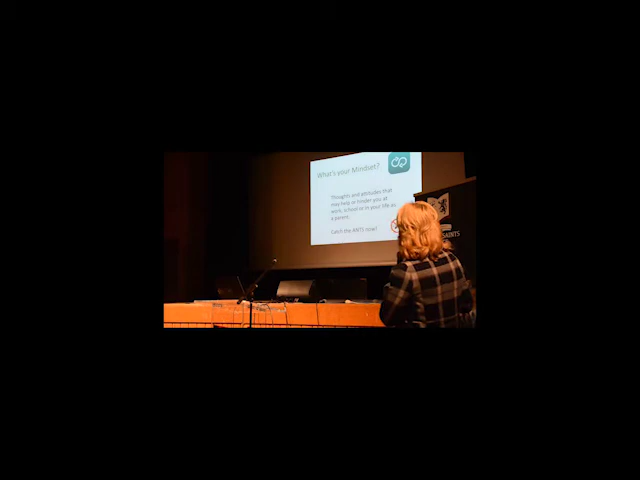 What's your Mindset?
Thoughts and attitudes that
may help or hinder you at
work, school or in your life as
a parent.
Catch the ANTS now!
SAINTS